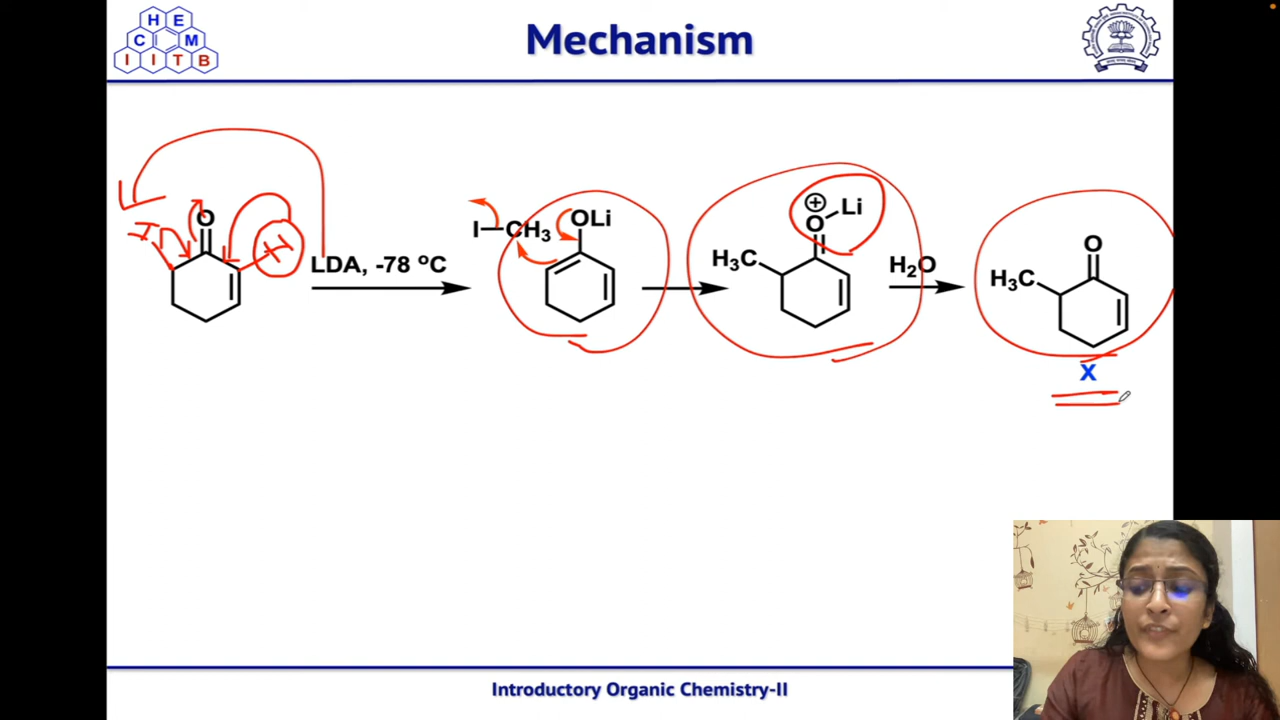 Mechanism
H E
C M
I I T B
H
O
H
LDA, -78 °C
I—CH3
OLi
⊕
O Li
H3C
H2O
O
H3C
X
Introductory Organic Chemistry-II